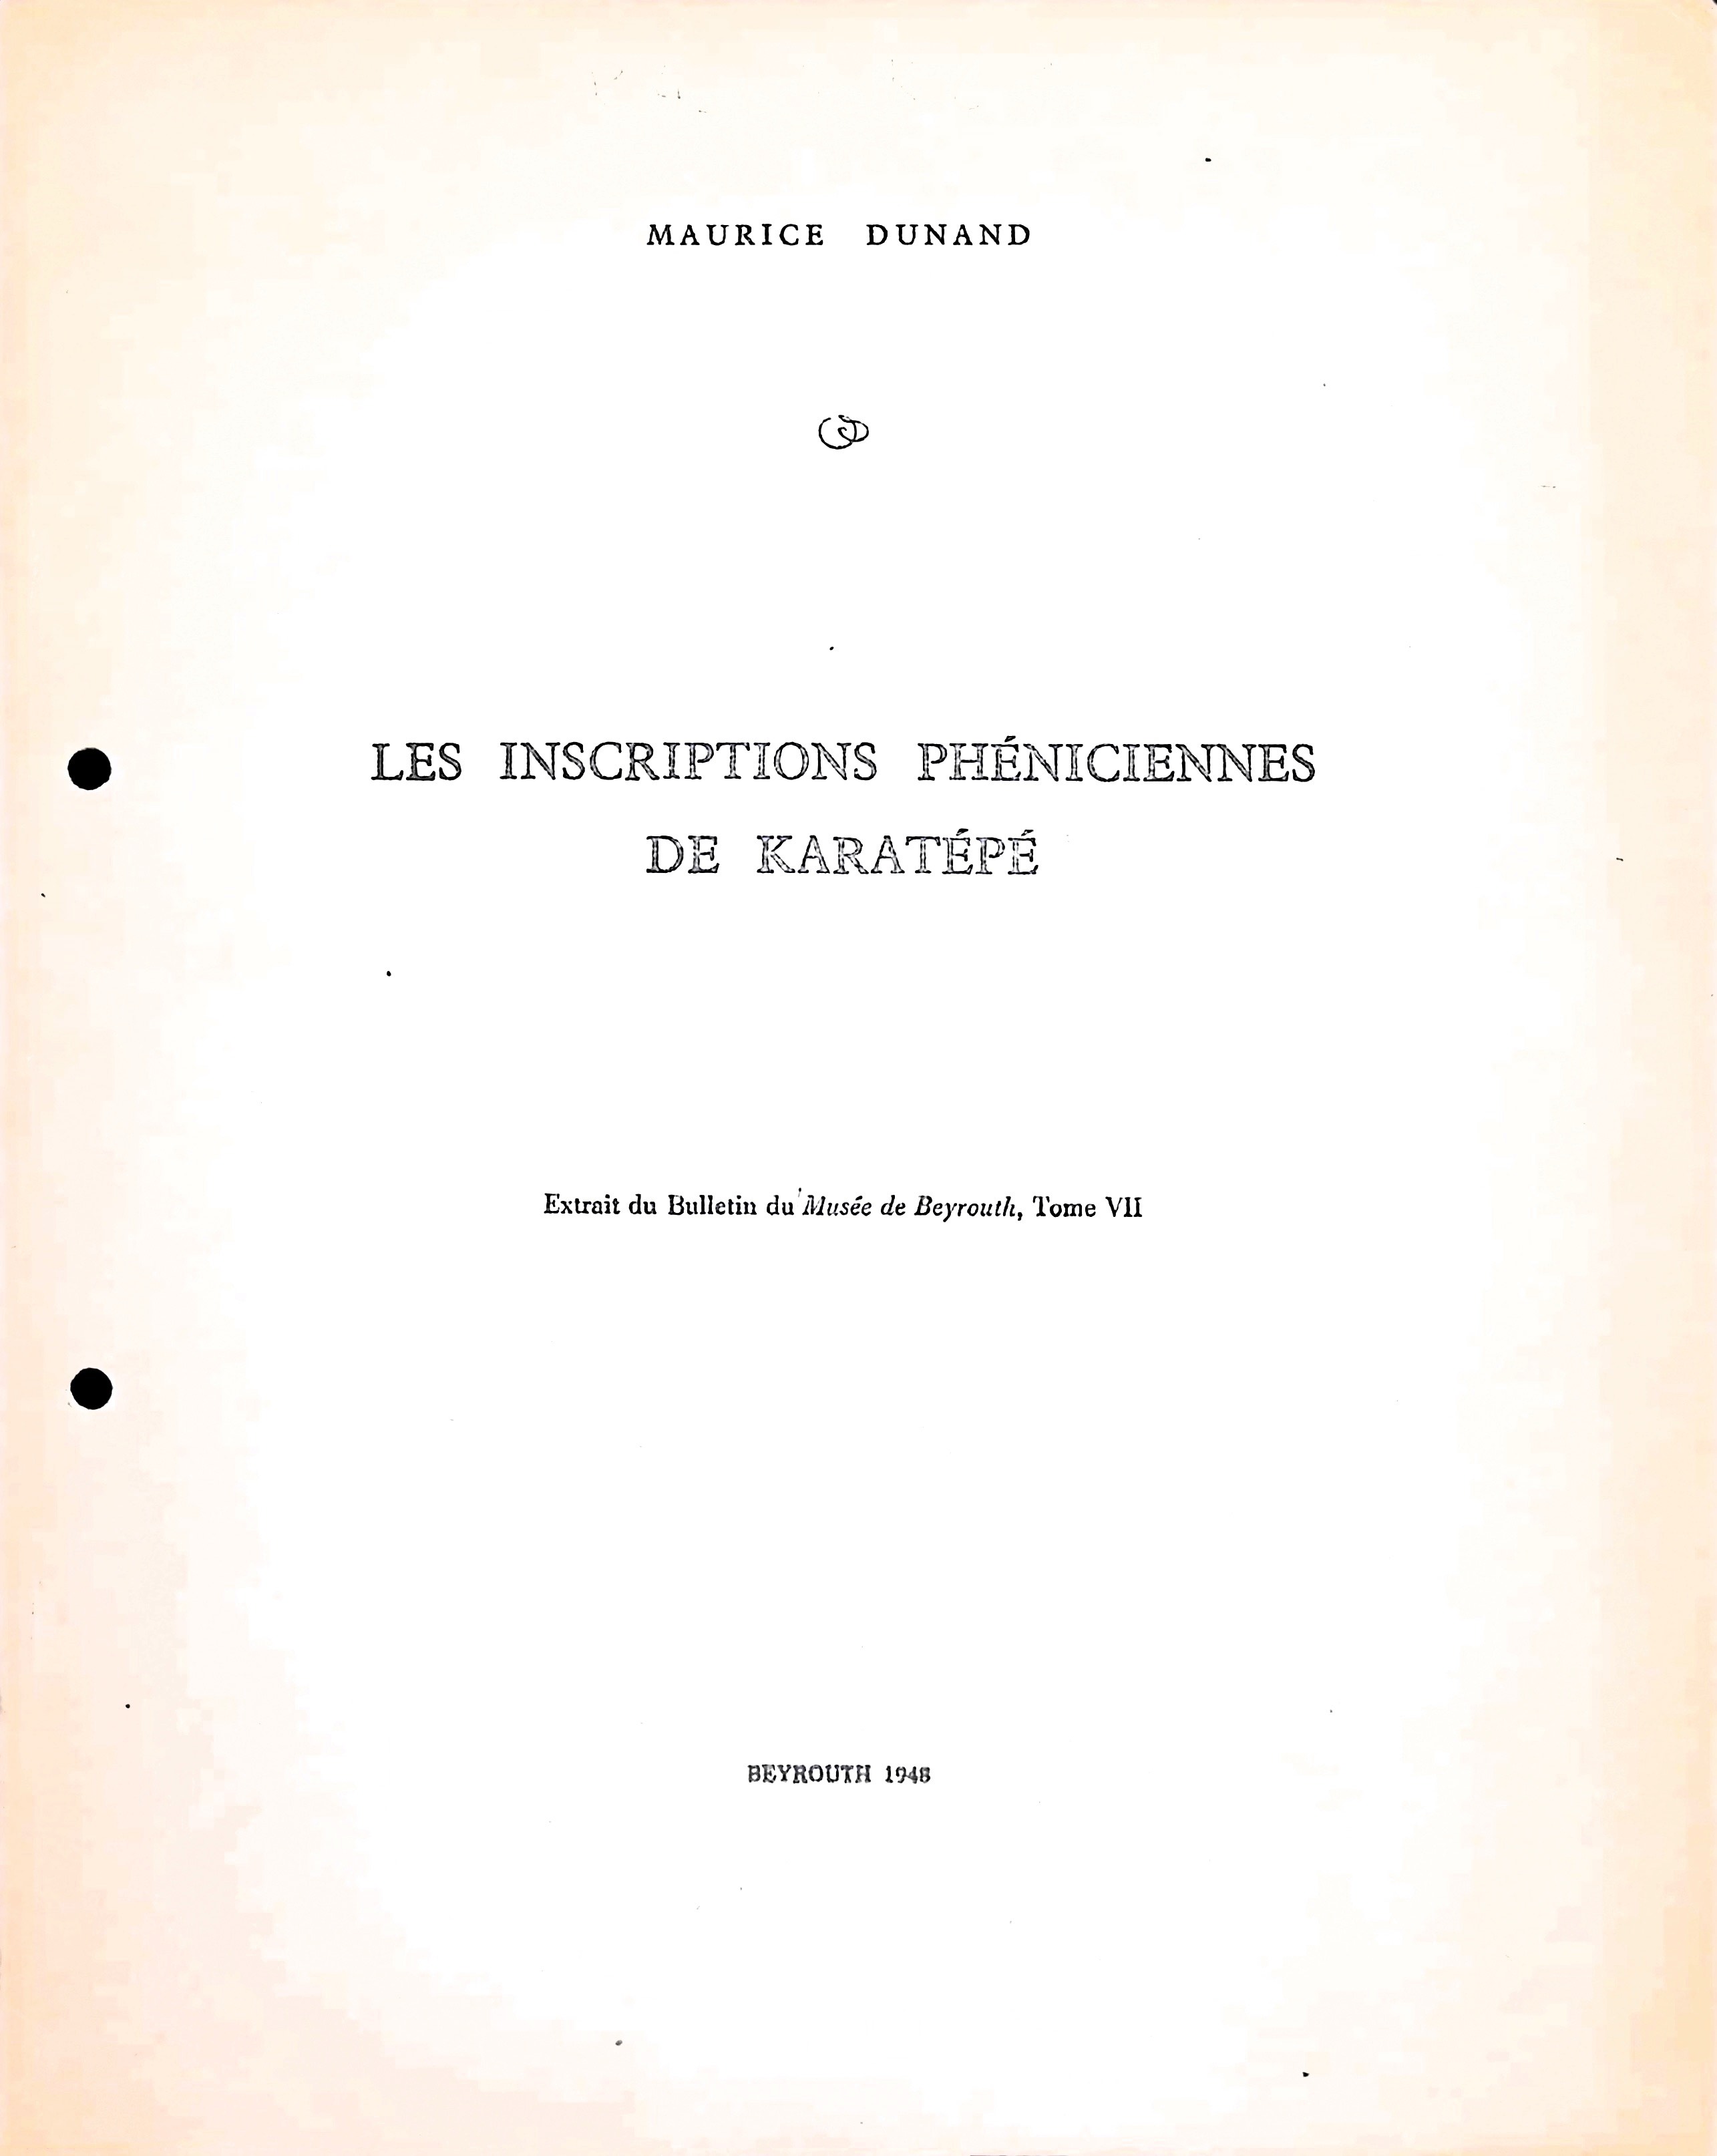 MAURICE DUNAND
LES INSCRIPTIONS PHÉNICIENNES
DE KARATÉPÉ
Extrait du Bulletin du Musée de Beyrouth, Tome VII
BEYROUTH 1948